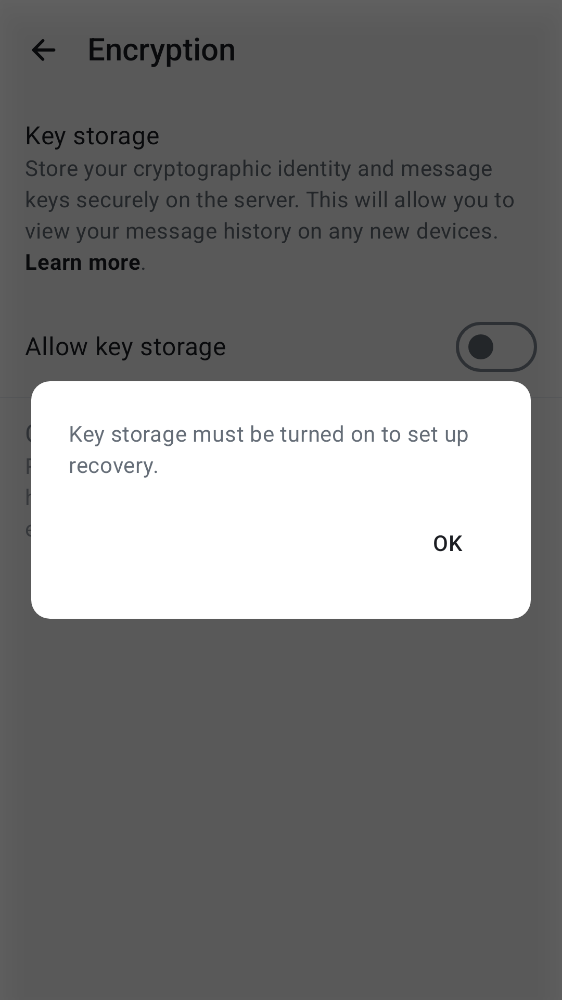 Encryption
Key storage
Store your cryptographic identity and message
keys securely on the server. This will allow you to
view your message history on any new devices.
Learn more.
Allow key storage
Key storage must be turned on to set up
recovery.
OK